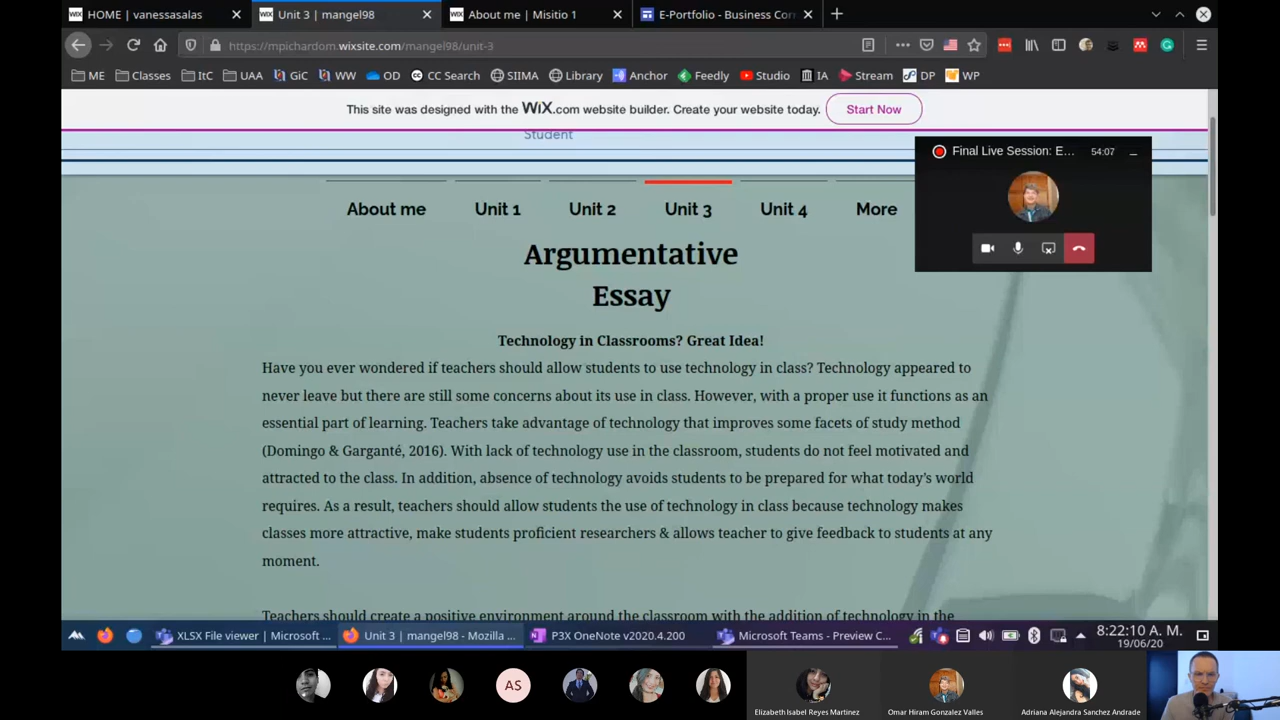 HOME | vanessasalas
Unit 3 | mangel98
About me | Misitio 1
E-Portfolio - Business Cor
https://mpichardom.wixsite.com/mangel98/unit-3
ME
Classes
ItC
UAA
GiC
WW
OD
CC Search
SIIMA
Library
Anchor
Feedly
Studio
IA
Stream
DP
WP
This site was designed with the WiX.com website builder. Create your website today.
Start Now
Student
Final Live Session: E...
54:07
About me
Unit 1
Unit 2
Unit 3
Unit 4
More
Argumentative
Essay
Technology in Classrooms? Great Idea!
Have you ever wondered if teachers should allow students to use technology in class? Technology appeared to
never leave but there are still some concerns about its use in class. However, with a proper use it functions as an
essential part of learning. Teachers take advantage of technology that improves some facets of study method
(Domingo & Garganté, 2016). With lack of technology use in the classroom, students do not feel motivated and
attracted to the class. In addition, absence of technology avoids students to be prepared for what today's world
requires. As a result, teachers should allow students the use of technology in class because technology makes
classes more attractive, make students proficient researchers & allows teacher to give feedback to students at any
moment.
Teachers should create a positive environment around the classroom with the addition of technology in the
XLSX File viewer | Microsoft ...
Unit 3 | mangel98 - Mozilla ...
P3X OneNote v2020.4.200
Microsoft Teams - Preview C...
8:22:10 A. M.
19/06/20
AS
Elizabeth Isabel Reyes Martinez
Omar Hiram Gonzalez Valles
Adriana Alejandra Sanchez Andrade